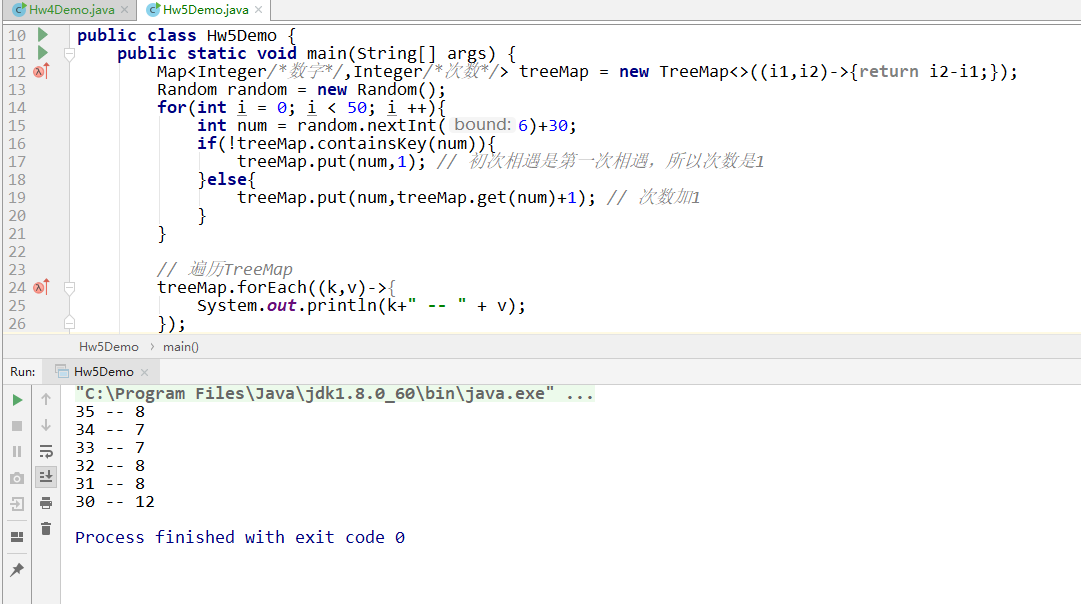 Hw4Demo.java Hw5Demo.java
10 public class Hw5Demo {
11 public static void main(String[] args) {
12 Map<Integer/*数字*/,Integer/*次数*/> treeMap = new TreeMap<>((i1,i2)->{return i2-i1;});
13 Random random = new Random();
14 for(int i = 0; i < 50; i ++){
15 int num = random.nextInt( bound: 6)+30;
16 if(!treeMap.containsKey(num)){
17 treeMap.put(num,1); // 初次相遇是第一次相遇，所以次数是1
18 }else{
19 treeMap.put(num,treeMap.get(num)+1); // 次数加1
20 }
21 }
22
23 // 遍历TreeMap
24 treeMap.forEach((k,v)->{
25 System.out.println(k+" -- " + v);
26 });
Hw5Demo › main()
Run: Hw5Demo
"C:\Program Files\Java\jdk1.8.0_60\bin\java.exe" ...
35 -- 8
34 -- 7
33 -- 7
32 -- 8
31 -- 8
30 -- 12
Process finished with exit code 0